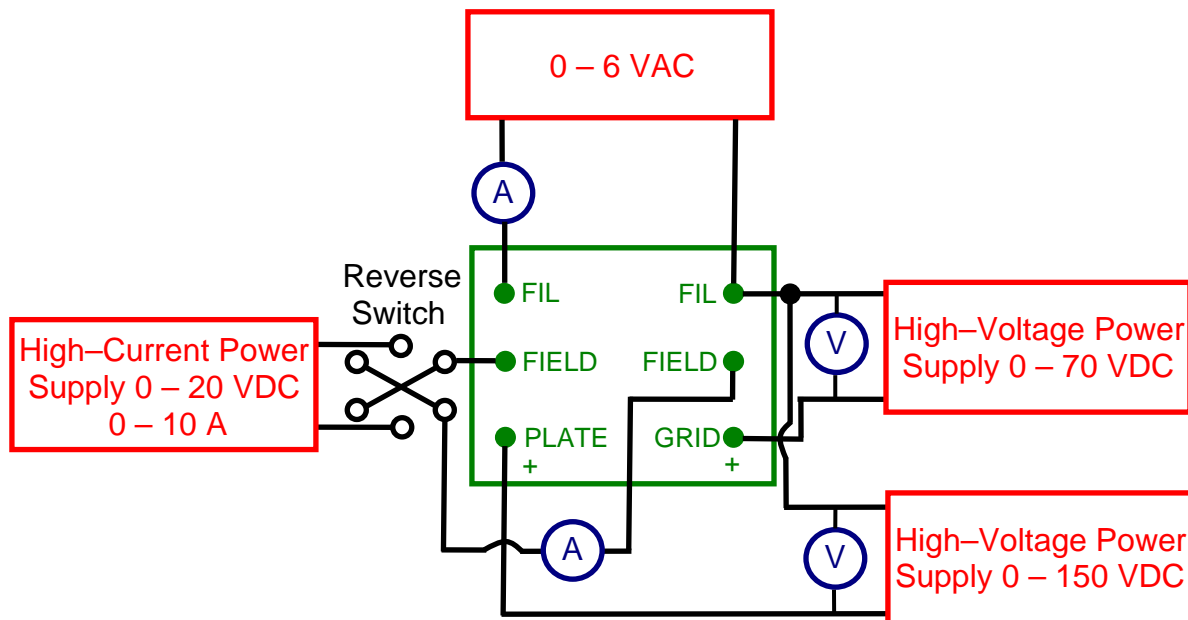 0 – 6 VAC
A
FIL
FIL
Reverse
Switch
High–Current Power
Supply 0 – 20 VDC
0 – 10 A
FIELD
FIELD
V
High–Voltage Power
Supply 0 – 70 VDC
PLATE
+
GRID
+
A
V
High–Voltage Power
Supply 0 – 150 VDC